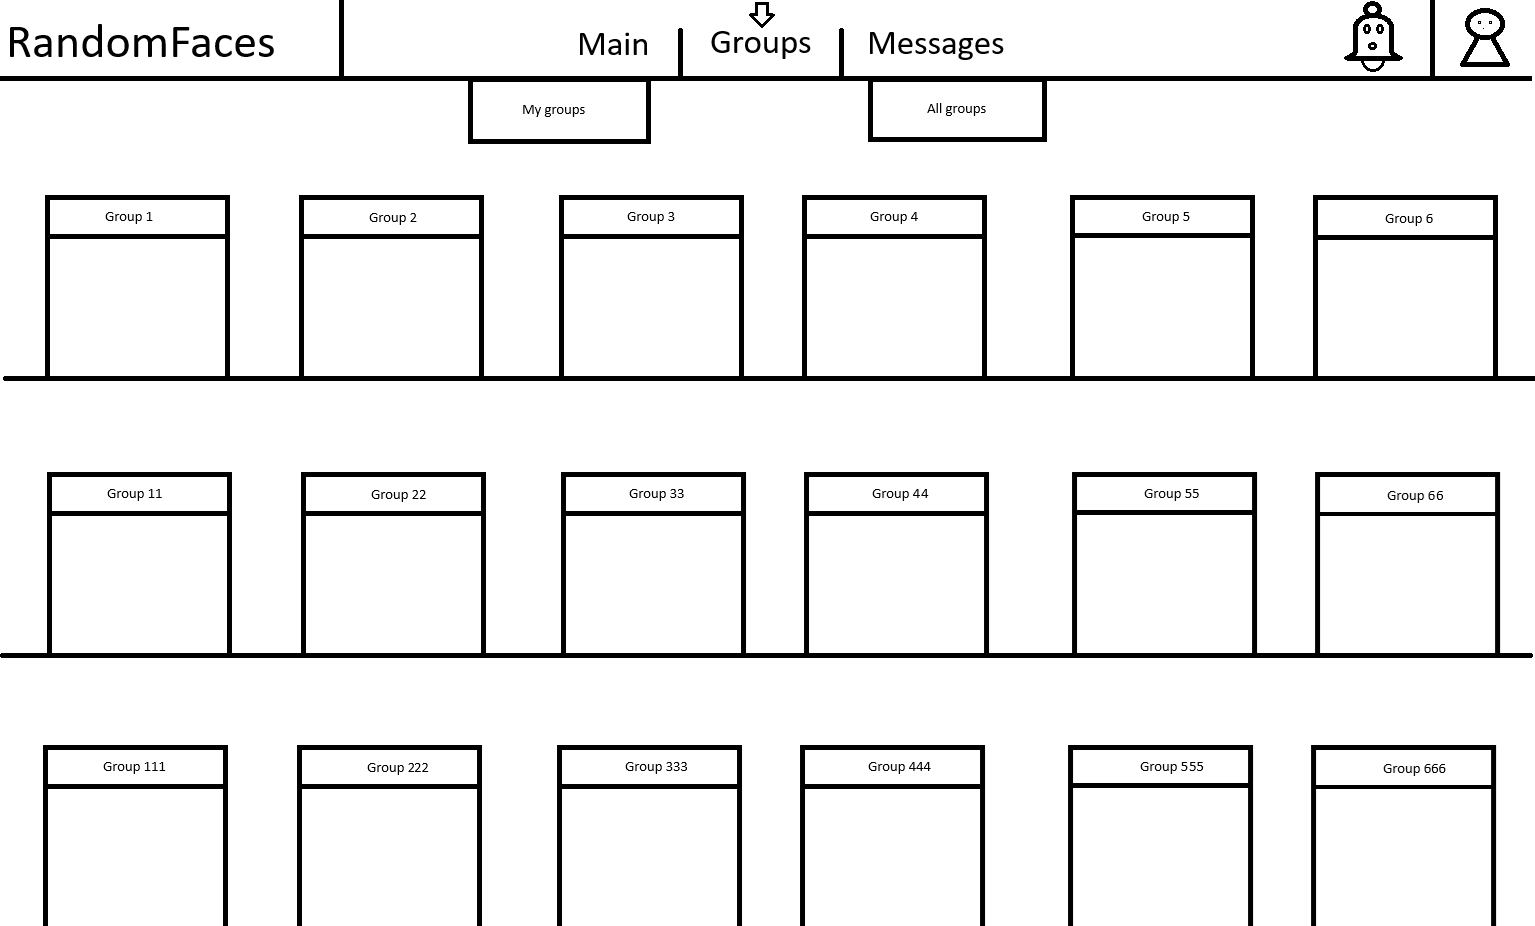 RandomFaces
Main
Groups
Messages
My groups
All groups
Group 1
Group 2
Group 3
Group 4
Group 5
Group 6
Group 11
Group 22
Group 33
Group 44
Group 55
Group 66
Group 111
Group 222
Group 333
Group 444
Group 555
Group 666